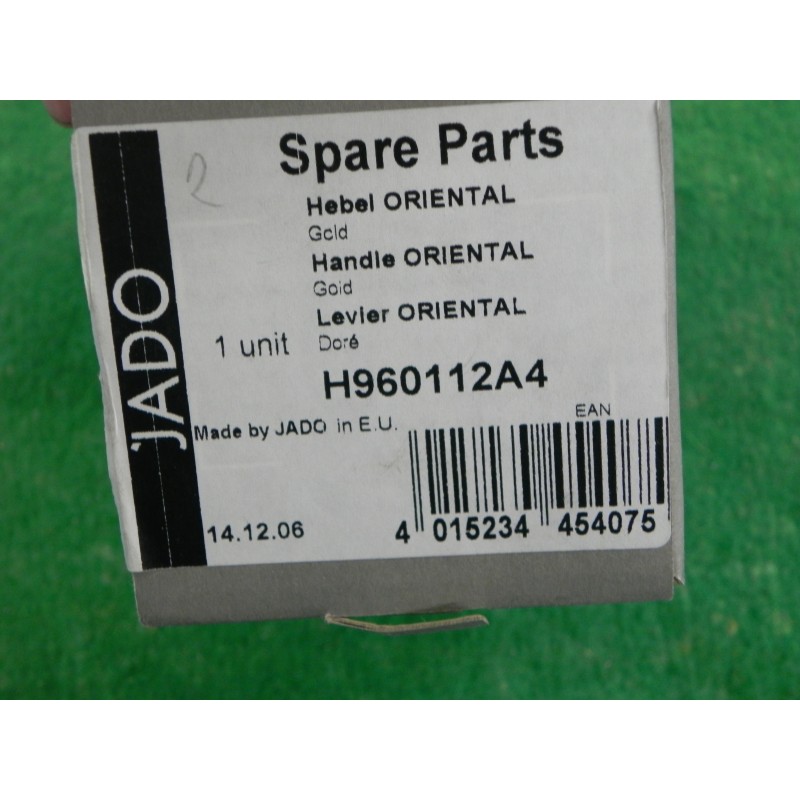 JADO
2
Spare Parts
Hebel ORIENTAL
Gold
Handle ORIENTAL
Gold
Levier ORIENTAL
1 unit Doré
H960112A4
Made by JADO in E.U.
EAN
14.12.06
4 015234 454075